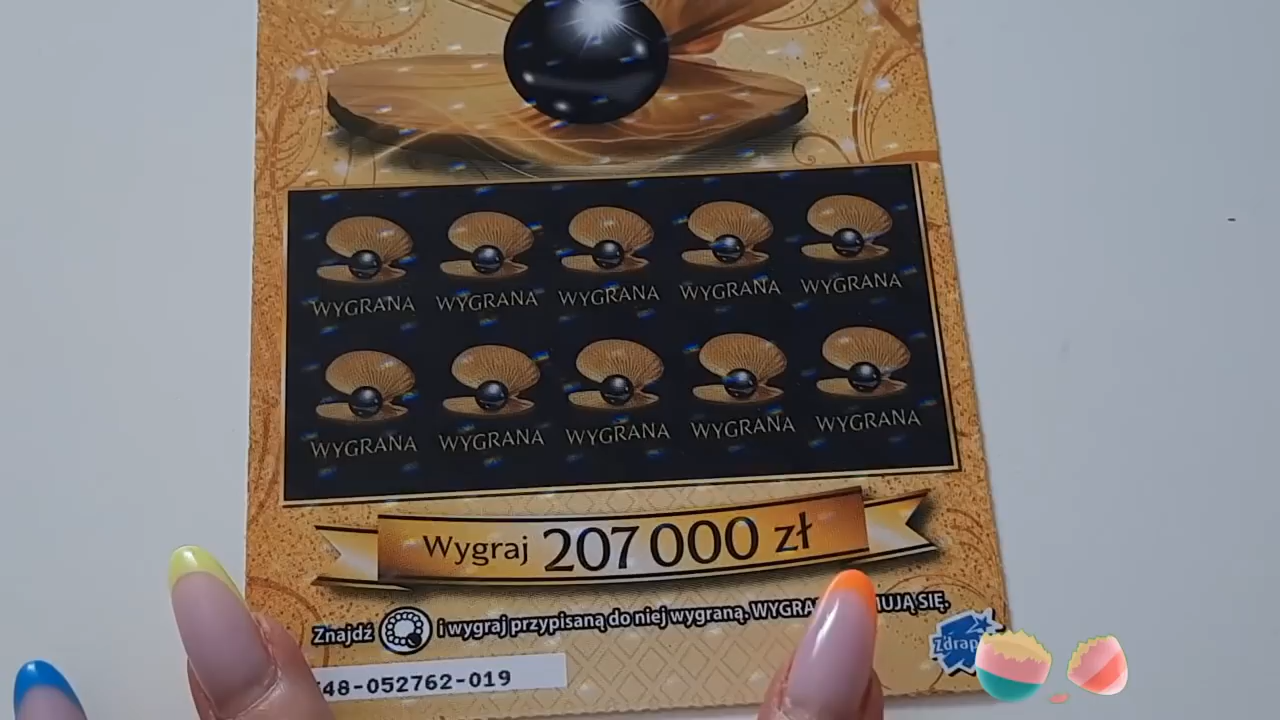 WYGRANA WYGRANA WYGRANA WYGRANA WYGRANA
WYGRANA WYGRANA WYGRANA WYGRANA WYGRANA
Wygraj 207 000 zł
Znajdź i wygraj przypisaną do niej wygraną. SIĘ.
48-052762-019